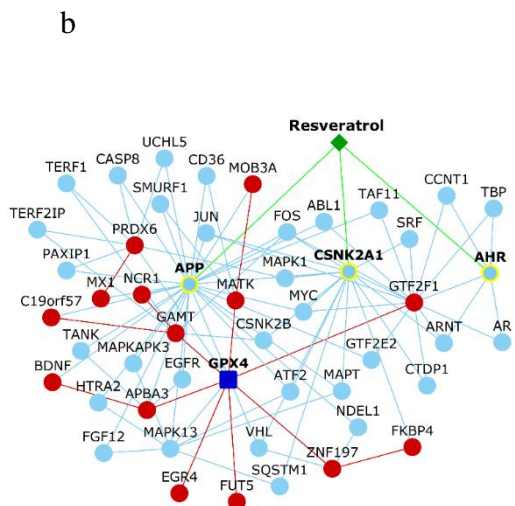 b
Resveratrol
UCHL5
CASP8
CD36
TERF1
MOB3A
CCNT1
SMURF1
TAF11
TBP
ABL1
TERF2IP
PRDX6
JUN
FOS
SRF
PAXIP1
APP
MAPK1
CSNK2A1
AHR
MX1
NCR1
MATK
GTF2F1
C19orf57
MYC
GAMT
CSNK2B
ARNT
AR
TANK
MAPKAPK3
GTF2E2
BDNF
EGFR
GPX4
CTDP1
HTRA2
APBA3
ATF2
MAPT
NDEL1
FGF12
MAPK13
VHL
FKBP4
ZNF197
SQSTM1
EGR4
FUT5